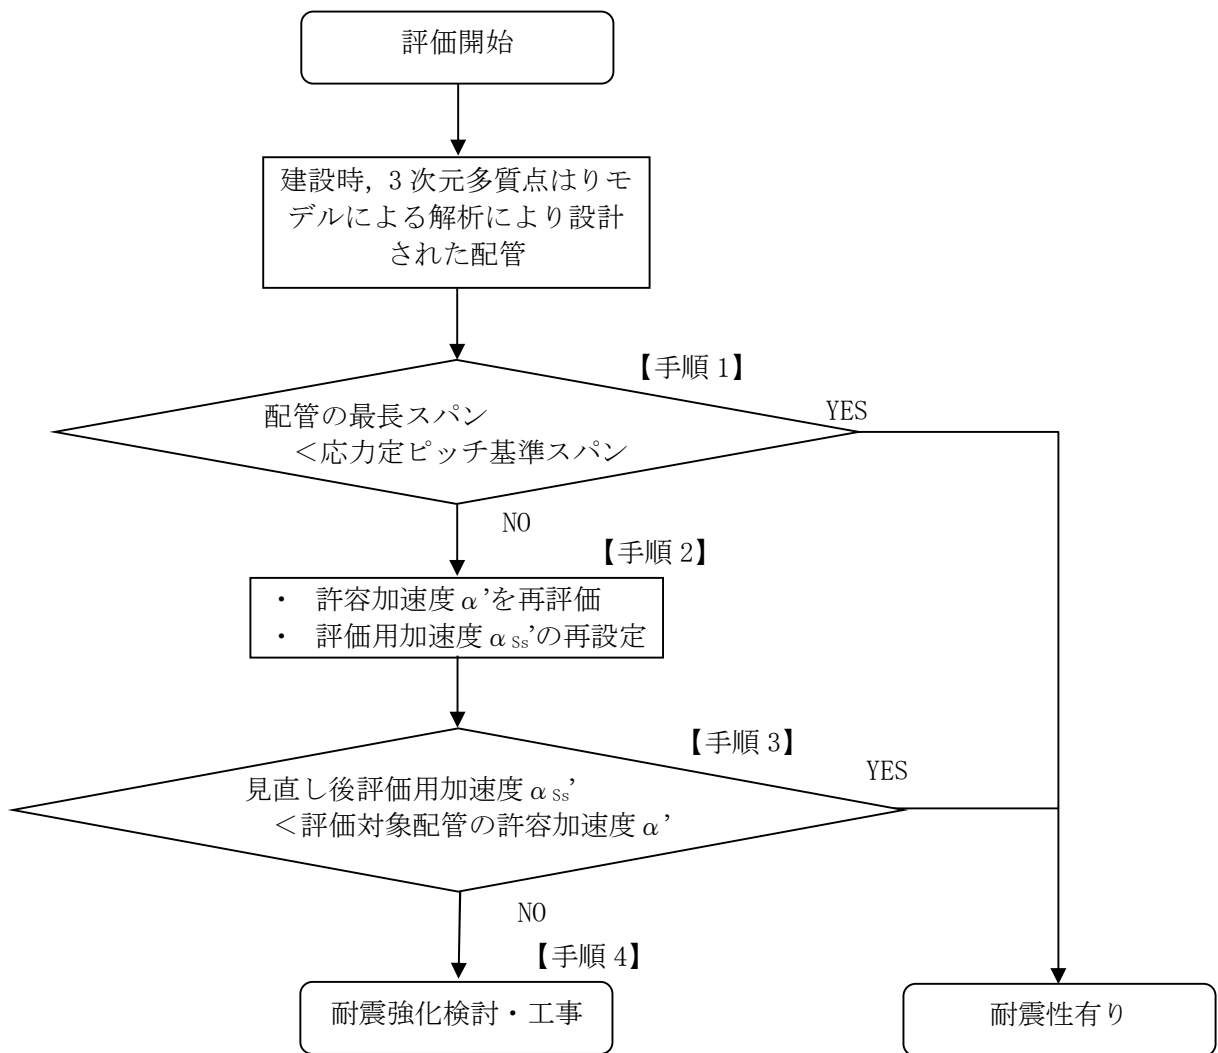 評価開始
建設時, 3次元多質点はりモ
デルによる解析により設計
された配管
【手順1】
配管の最長スパン
<応力定ピッチ基準スパン
YES
NO
【手順2】
・ 許容加速度α’を再評価
・ 評価用加速度αSs’の再設定
【手順3】
見直し後評価用加速度αSs’
<評価対象配管の許容加速度α’
YES
NO
【手順4】
耐震強化検討・工事
耐震性有り